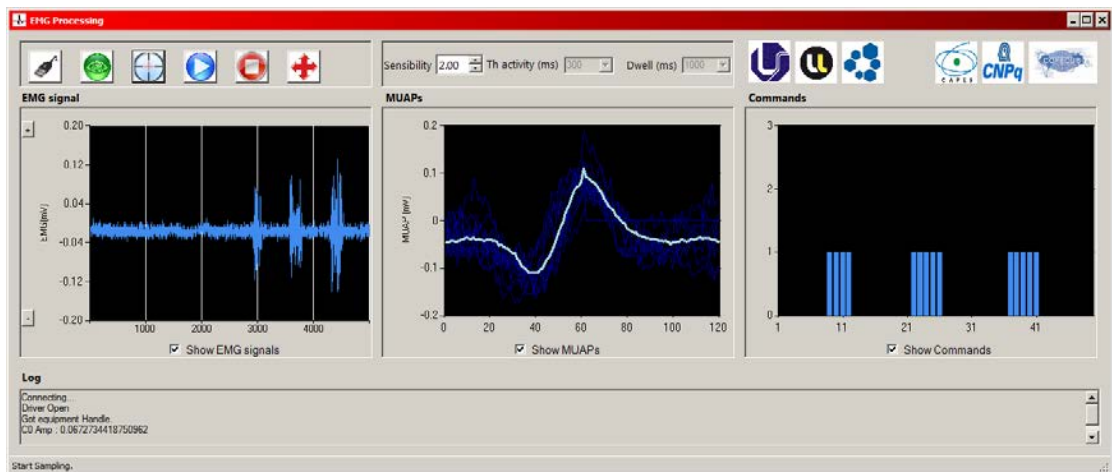 EMG Processing
Sensibility 2.00 Th activity (ms) 300 Dwell (ms) 1000
CAPES
CNPq
EMG signal
MUAPs
Commands
0.20
0.12
0.04
-0.04
-0.12
-0.20
EMG[mV]
1000 2000 3000 4000
Show EMG signals
0.2
0.1
0
-0.1
-0.2
MUAP [mV]
0 20 40 60 80 100 120
Show MUAPs
3
2
1
0
1 11 21 31 41
Show Commands
Log
Connecting...
Driver Open
Got equipment Handle
C0 Amp : 0.0672734418750962
Start Sampling.